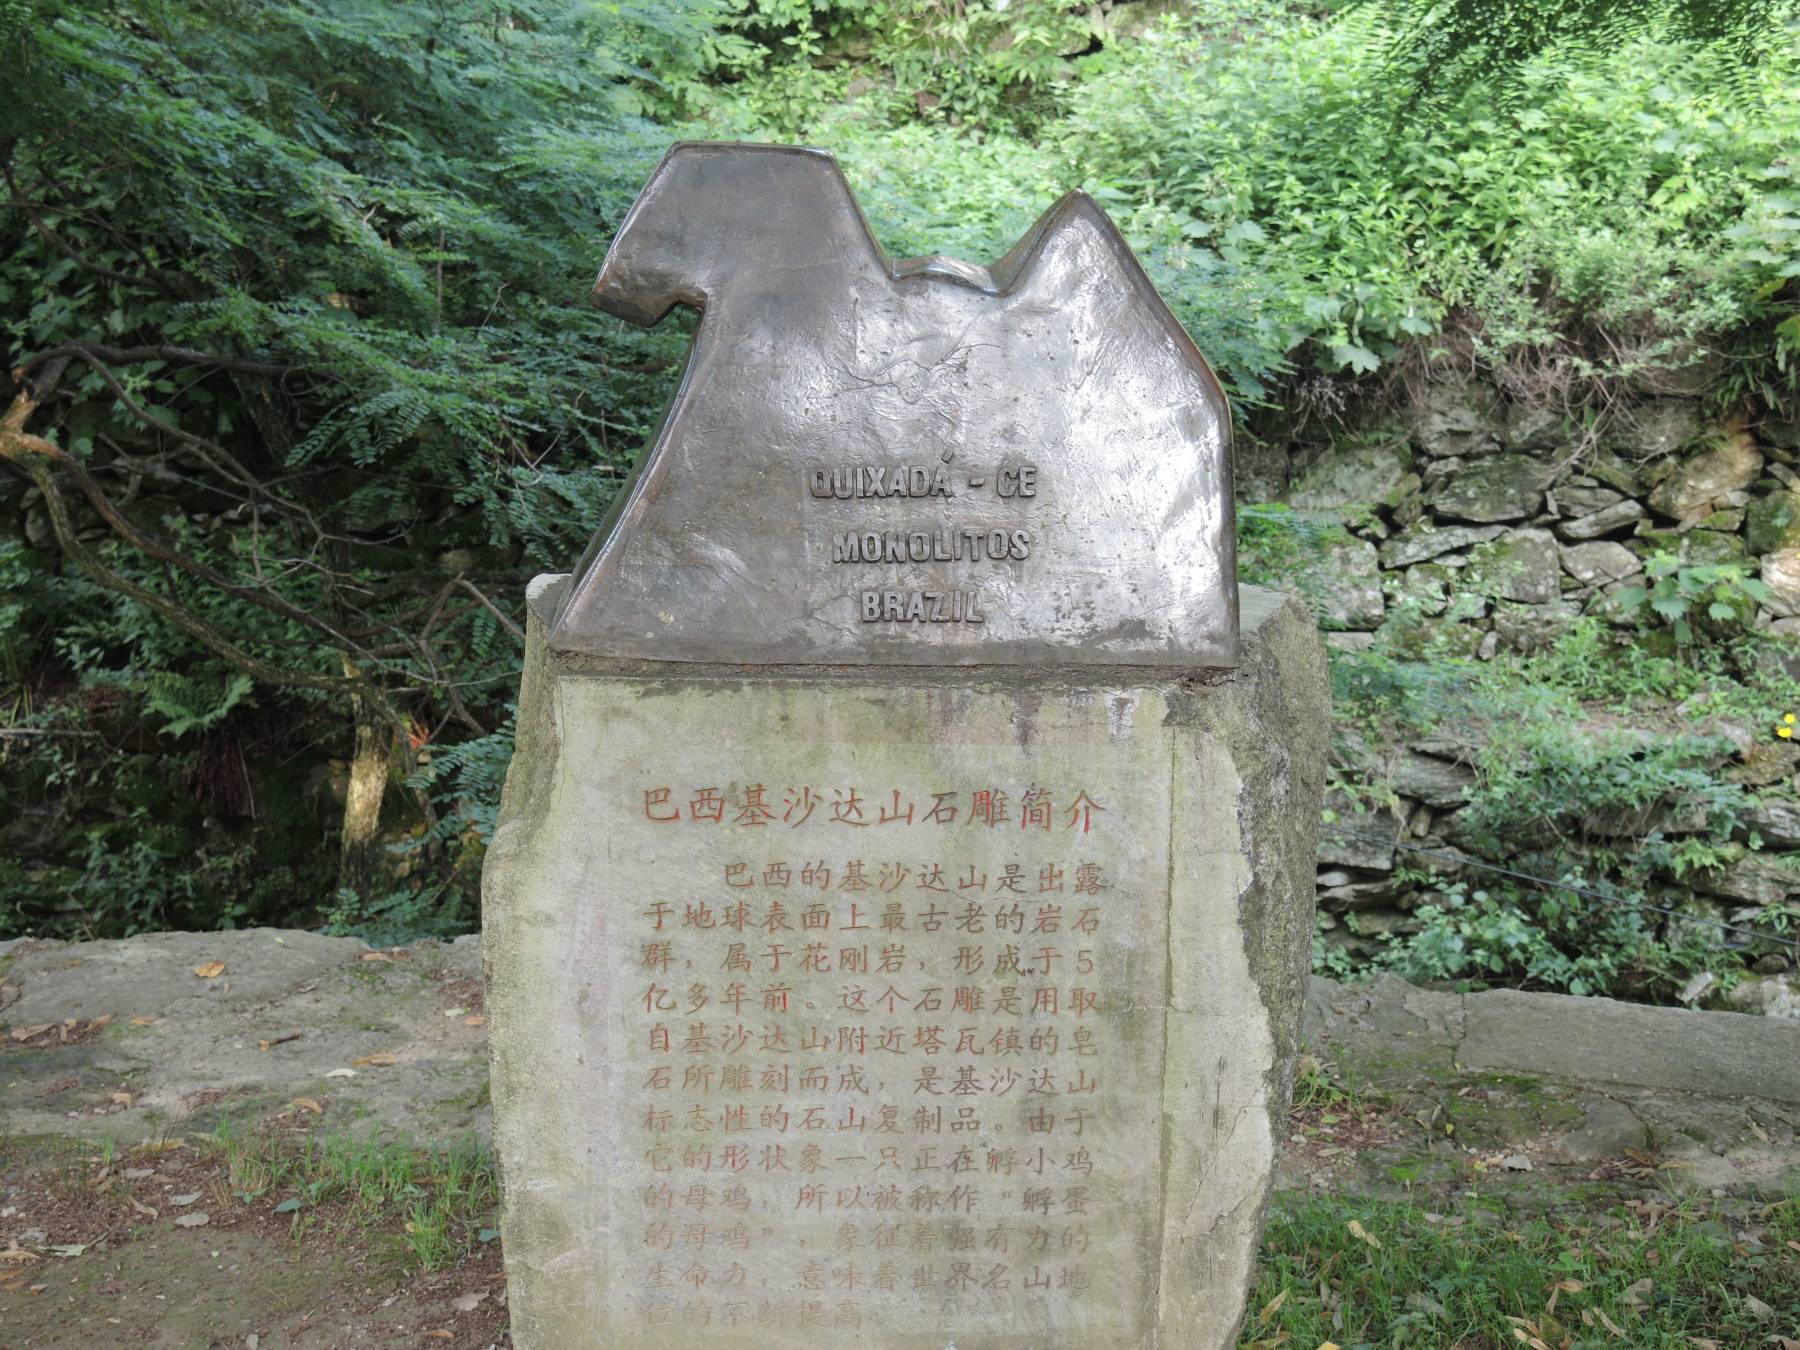 QUIXADÁ - CE
MONOLITOS
BRAZIL
巴西基沙达山石雕简介
巴西的基沙达山是出露
于地球表面上最古老的岩石
群，属于花刚岩，形成于5
亿多年前。这个石雕是用取
自基沙达山附近塔瓦镇的皂
石所雕刻而成，是基沙达山
标志性的石山复制品。由于
它的形状象一只正在孵小鸡
的母鸡，所以被称作“孵蛋
的母鸡”，象征着强有力的
生命力，意味着世界名山地
位的不断提高。